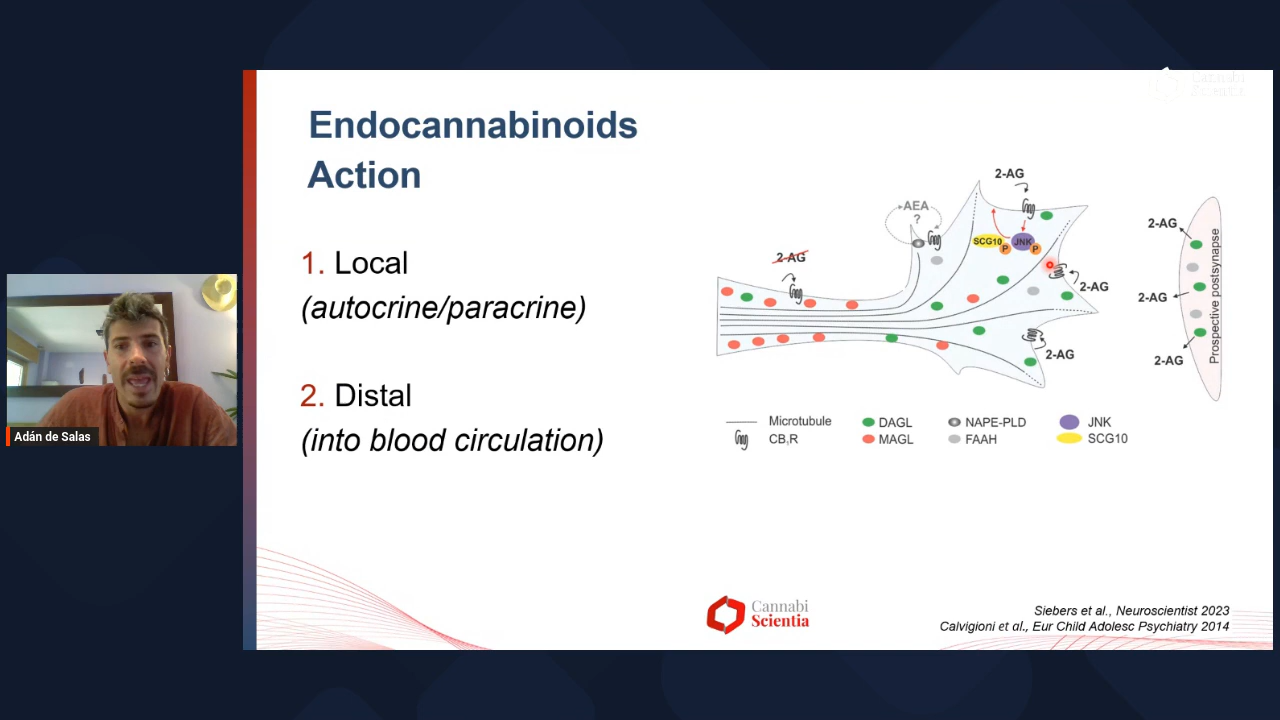 Cannabi
Scientia
Endocannabinoids
Action
1. Local
(autocrine/paracrine)
2. Distal
(into blood circulation)
2-AG
AEA
?
2-AG
SCG10
JNK
P
P
2-AG
2-AG
2-AG
2-AG
2-AG
Prospective postsynapse
Microtubule
DAGL
NAPE-PLD
JNK
CB₁R
MAGL
FAAH
SCG10
Adán de Salas
Cannabi
Scientia
Siebers et al., Neuroscientist 2023
Calvigioni et al., Eur Child Adolesc Psychiatry 2014